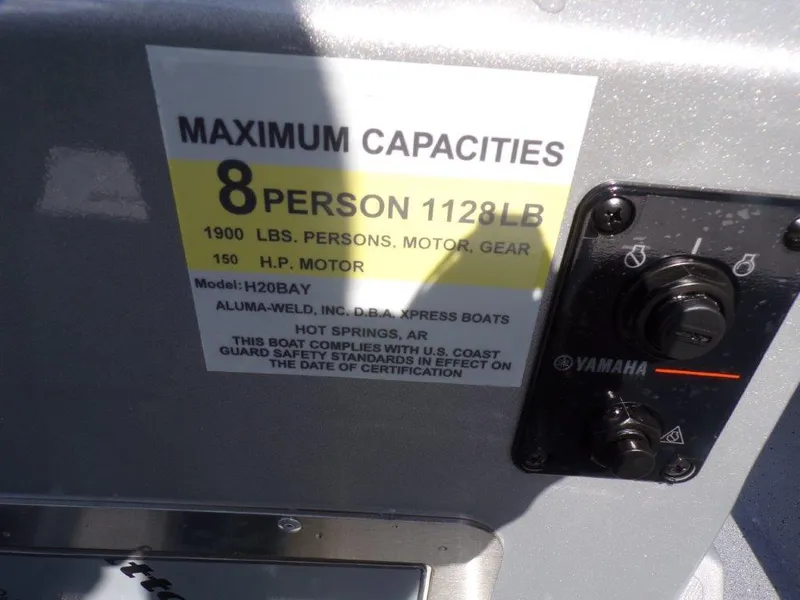 MAXIMUM CAPACITIES
8 PERSON 1128LB
1900 LBS. PERSONS, MOTOR, GEAR
150 H.P. MOTOR
Model: H20BAY
ALUMA-WELD, INC. D.B.A. XPRESS BOATS
HOT SPRINGS, AR
THIS BOAT COMPLIES WITH U.S. COAST
GUARD SAFETY STANDARDS IN EFFECT ON
THE DATE OF CERTIFICATION
YAMAHA